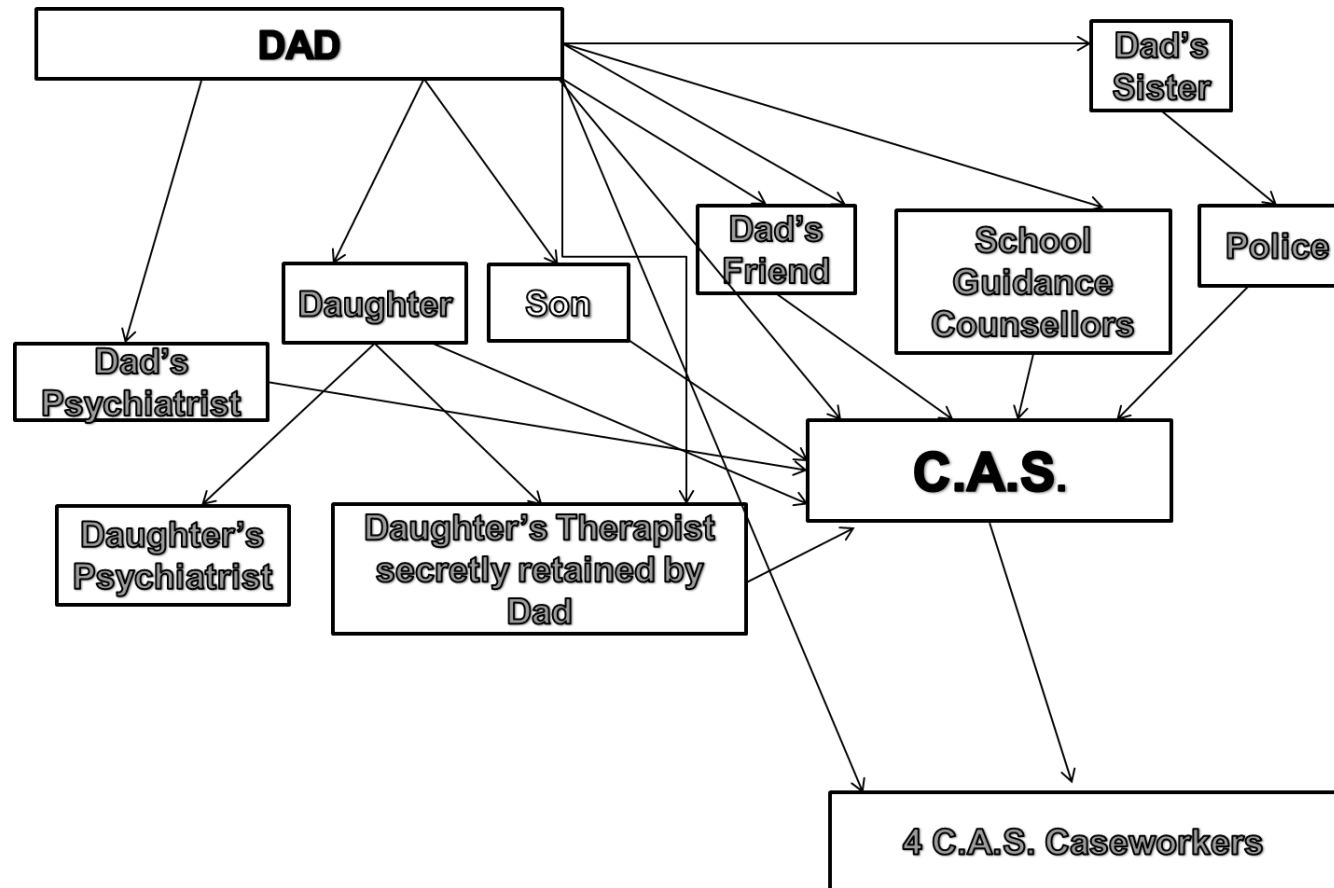 DAD
Dad's
Sister
Dad's
Friend
School
Guidance
Counsellors
Police
Daughter
Son
Dad's
Psychiatrist
C.A.S.
Daughter's
Psychiatrist
Daughter's Therapist
secretly retained by
Dad
4 C.A.S. Caseworkers